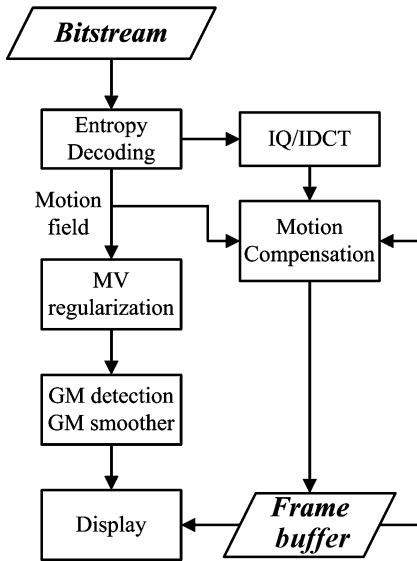 Bitstream
Entropy
Decoding
IQ/IDCT
Motion
field
Motion
Compensation
MV
regularization
GM detection
GM smoother
Display
Frame
buffer